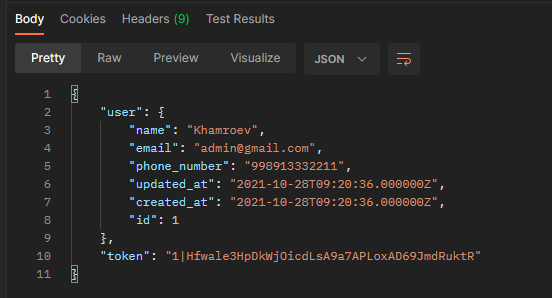 Body Cookies Headers (9) Test Results
Pretty Raw Preview Visualize JSON
1 {
2 "user": {
3 "name": "Khamroev",
4 "email": "admin@gmail.com",
5 "phone_number": "998913332211",
6 "updated_at": "2021-10-28T09:20:36.000000Z",
7 "created_at": "2021-10-28T09:20:36.000000Z",
8 "id": 1
9 },
10 "token": "1|Hfwale3HpDkWjOicdLsA9a7APLoxAD69JmdRuktR"
11 }